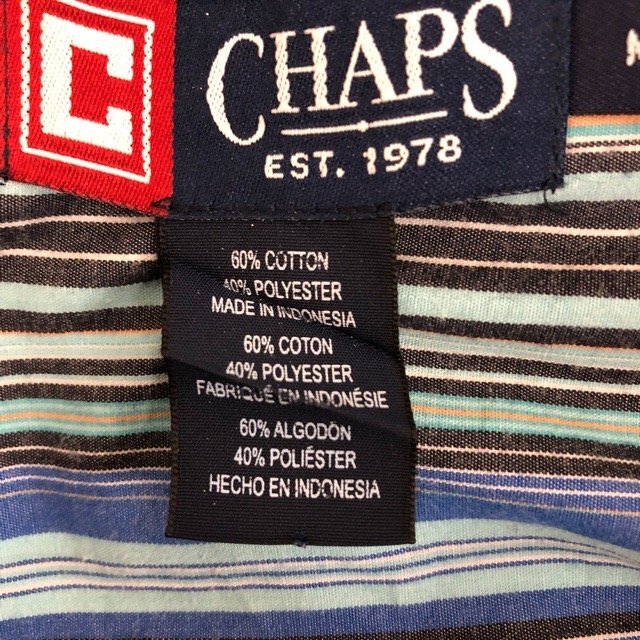 C CHAPS
EST. 1978
60% COTTON
40% POLYESTER
MADE IN INDONESIA
60% COTON
40% POLYESTER
FABRIQUÉ EN INDONÉSIE
60% ALGODÓN
40% POLIÉSTER
HECHO EN INDONESIA